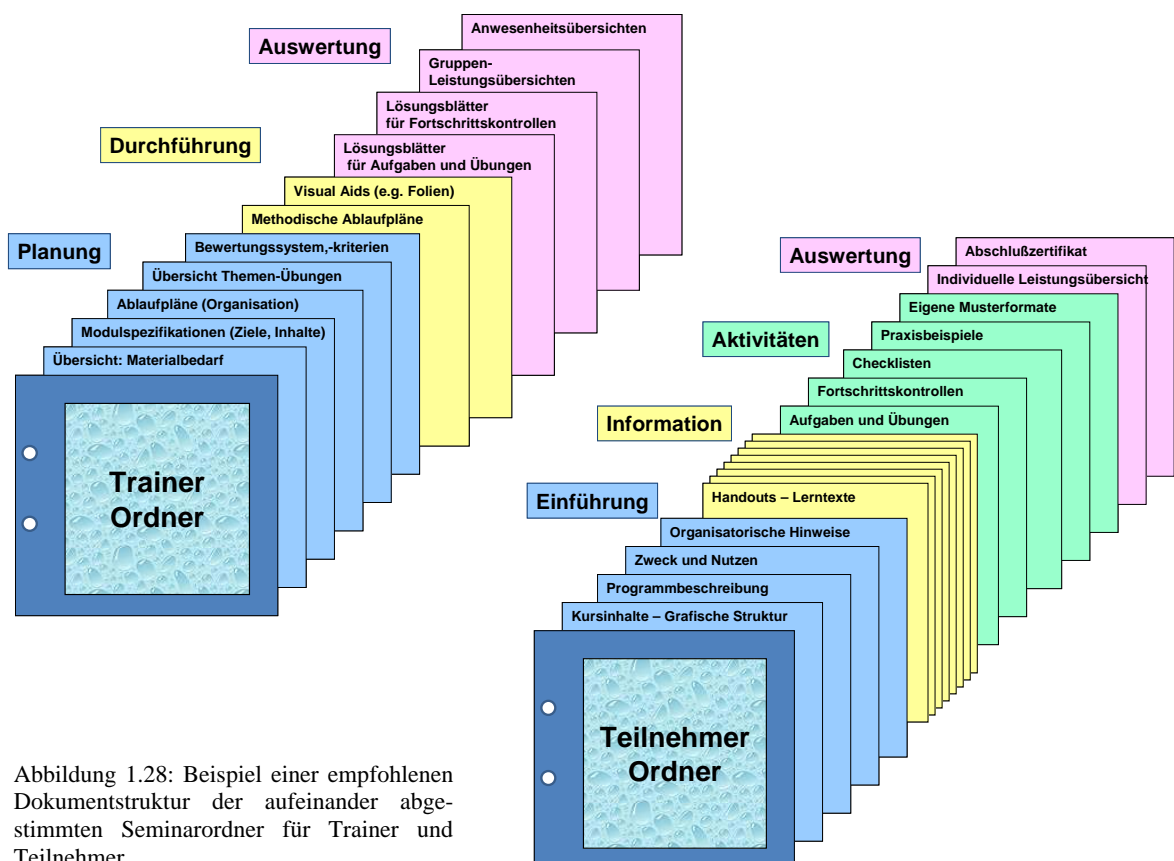 Auswertung
Anwesenheitsübersichten
Gruppen-
Leistungsübersichten
Lösungsblätter
für Fortschrittskontrollen
Lösungsblätter
für Aufgaben und Übungen
Durchführung
Visual Aids (e.g. Folien)
Methodische Ablaufpläne
Planung
Bewertungssystem,-kriterien
Übersicht Themen-Übungen
Ablaufpläne (Organisation)
Modulspezifikationen (Ziele, Inhalte)
Übersicht: Materialbedarf
Trainer
Ordner
Auswertung
Abschlußzertifikat
Individuelle Leistungsübersicht
Aktivitäten
Eigene Musterformate
Praxisbeispiele
Checklisten
Fortschrittskontrollen
Aufgaben und Übungen
Information
Handouts – Lerntexte
Einführung
Organisatorische Hinweise
Zweck und Nutzen
Programmbeschreibung
Kursinhalte – Grafische Struktur
Teilnehmer
Ordner
Abbildung 1.28: Beispiel einer empfohlenen
Dokumentstruktur der aufeinander abge-
stimmten Seminarordner für Trainer und
Teilnehmer